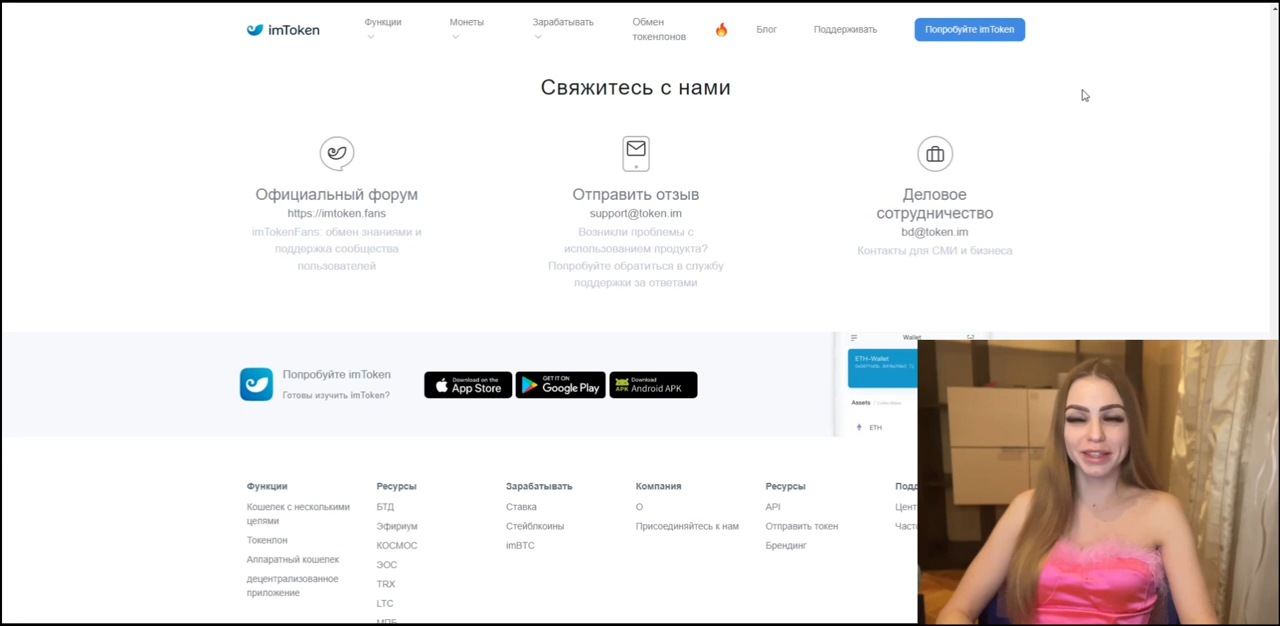 imToken
Функции
Монеты
Зарабатывать
Обмен
токенлонов
Блог
Поддерживать
Попробуйте imToken
Свяжитесь с нами
Официальный форум
https://imtoken.fans
imTokenFans: обмен знаниями и
поддержка сообщества
пользователей
Отправить отзыв
support@token.im
Возникли проблемы с
использованием продукта?
Попробуйте обратиться в службу
поддержки за ответами
Деловое
сотрудничество
bd@token.im
Контакты для СМИ и бизнеса
Попробуйте imToken
Готовы изучить imToken?
Download on the
App Store
GET IT ON
Google Play
APK
Download
Android APK
Wallet
ETH-Wallet
Assets
ETH
Функции
Кошелек с несколькими
цепями
Токенлон
Аппаратный кошелек
децентрализованное
приложение
Ресурсы
БТД
Эфириум
КОСМОС
ЭОС
TRX
LTC
Зарабатывать
Ставка
Стейблкоины
imBTC
Компания
О
Присоединяйтесь к нам
Ресурсы
API
Отправить токен
Брендинг
Подд
Цент
Часто